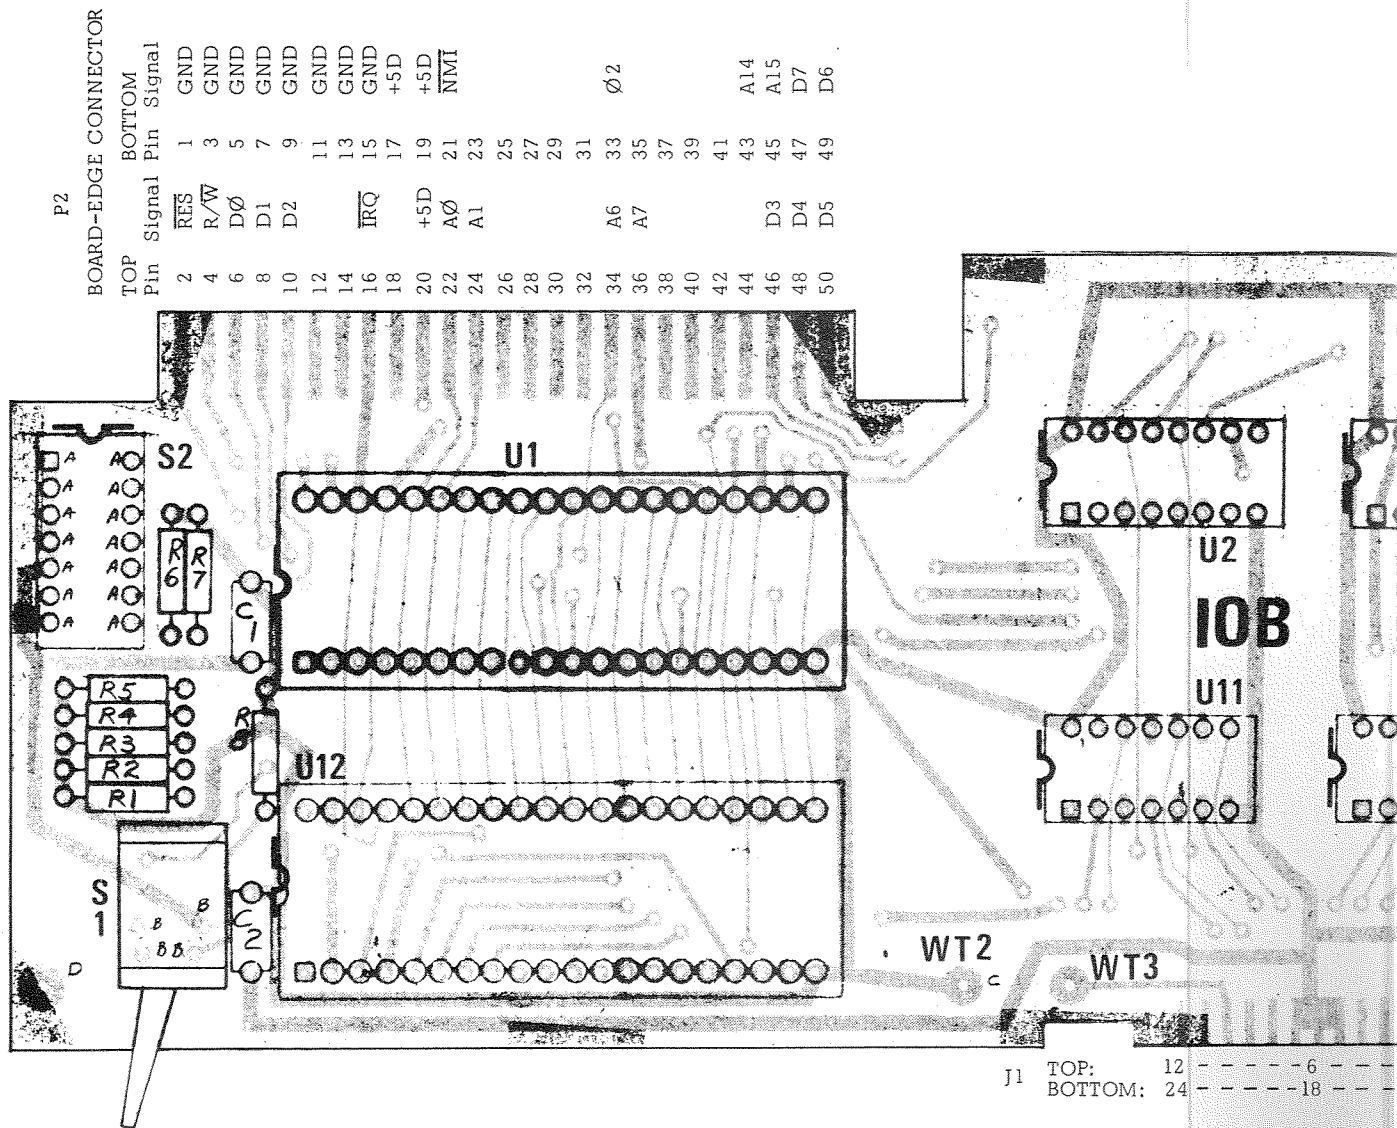 P2
BOARD-EDGE CONNECTOR
TOP BOTTOM
Pin Signal Pin Signal
2 RES 1 GND
4 R/W 3 GND
6 DØ 5 GND
8 D1 7 GND
10 D2 9 GND
12 11 GND
14 13 GND
16 IRQ 15 GND
18 17 +5D
20 +5D 19 +5D
22 AØ 21 NMI
24 A1 23
26 25
28 27
30 29
32 31
34 A6 33 Ø2
36 A7 35
38 37
40 39
42 41
44 43 A14
46 D3 45 A15
48 D4 47 D7
50 D5 49 D6
S2
A A
A A
A A
A A
A A
A A
A A
R6
R7
C1
U1
U2
IOB
U11
R5
R4
R3
R2
R1
R
U12
S1
B
B
B B
C2
D
WT2
C
WT3
J1 TOP: 12 - - - - - 6 - - -
BOTTOM: 24 - - - - - 18 - - -